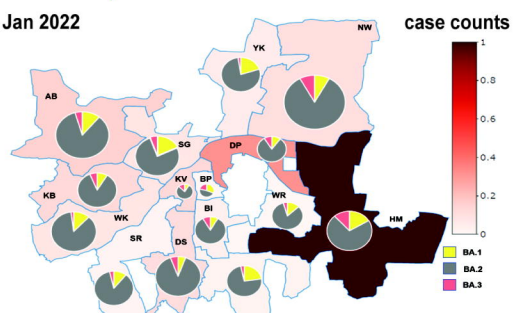 Jan 2022
case counts
NW
YK
1
0.8
0.6
0.4
0.2
0
AB
SG
DP
KV
BP
KB
WK
BI
WR
HM
SR
DS
BA.1
BA.2
BA.3